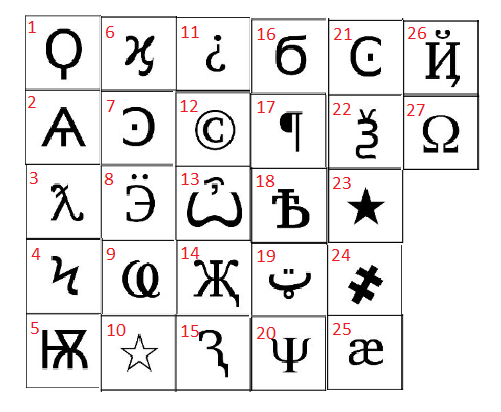 1 Ϙ 6 ϗ 11 ¿ 16 б 21 Ͼ 26 Ҋ
2 Ѧ 7 Ͽ 12 © 17 ¶ 22 Ѯ 27 Ω
3 ƛ 8 Ӭ 13 Ѽ 18 Ѣ 23 ★
4 Ϟ 9 Ҩ 14 Җ 19 ټ 24 ҂
5 Ѭ 10 ☆ 15 Ԇ 20 Ψ 25 æ